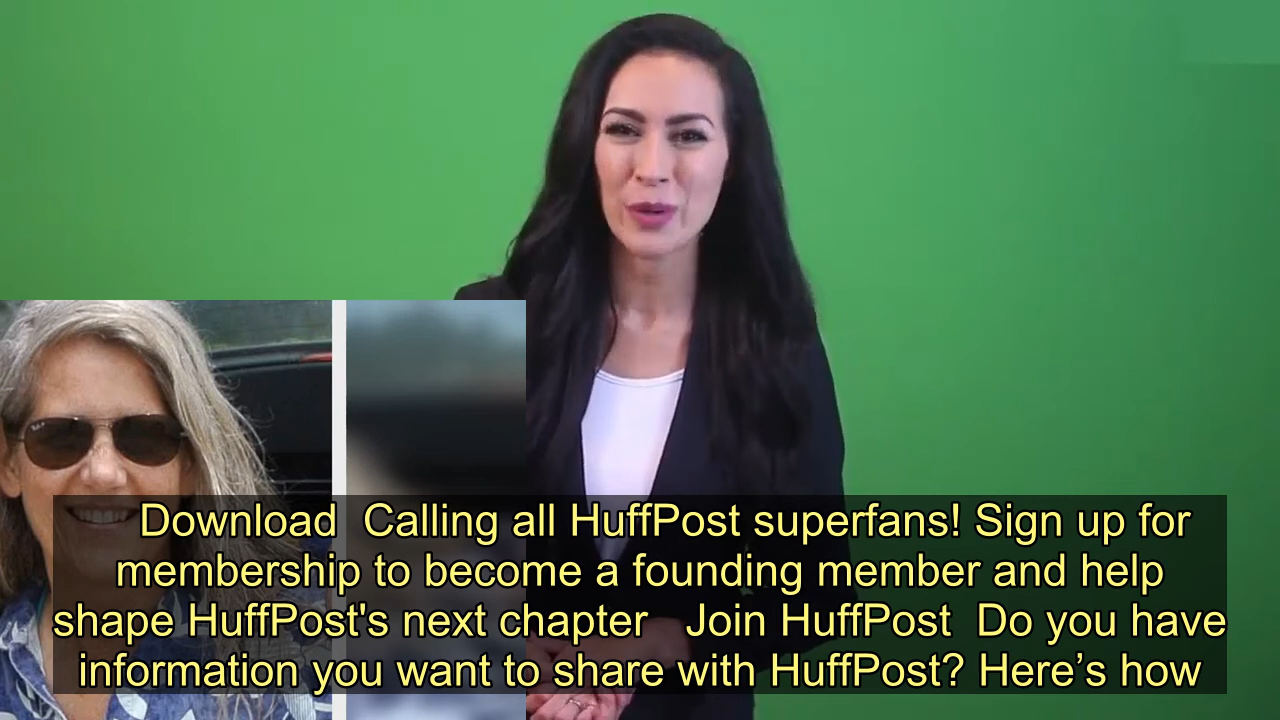 Download  Calling all HuffPost superfans! Sign up for
membership to become a founding member and help
shape HuffPost's next chapter   Join HuffPost  Do you have
information you want to share with HuffPost? Here’s how